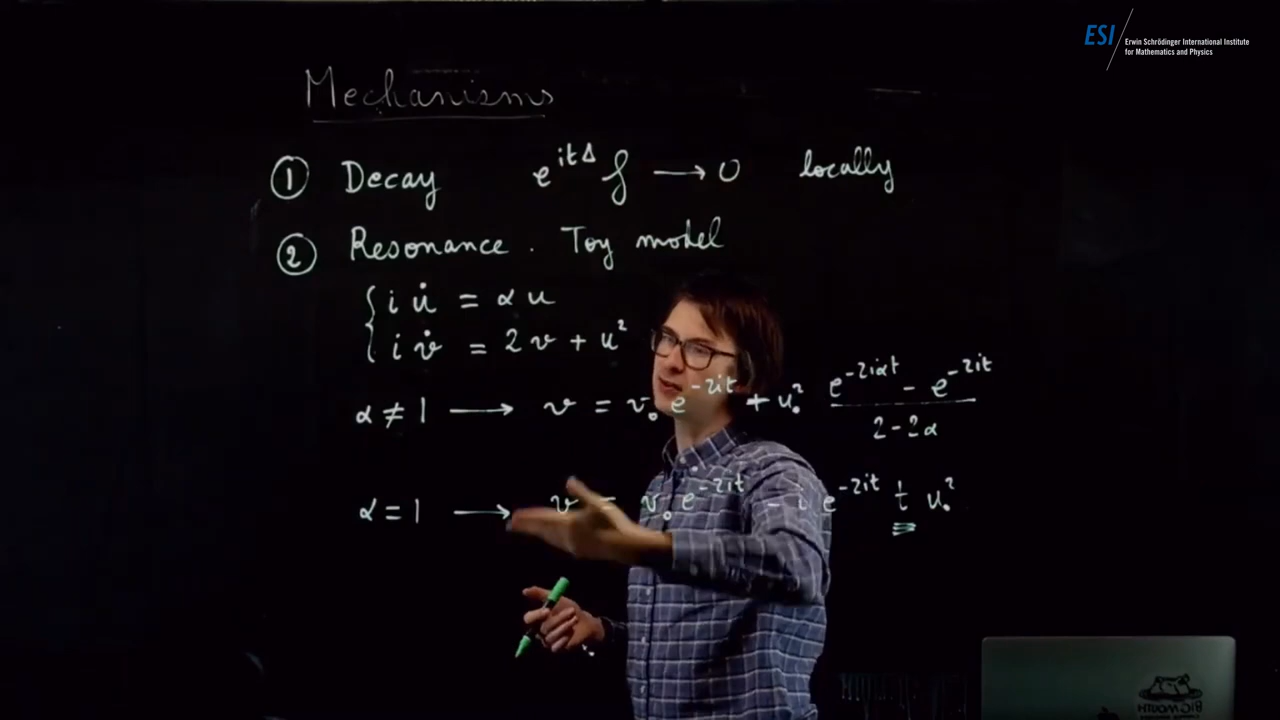 ESI Erwin Schrödinger International Institute
for Mathematics and Physics
Mechanisms
① Decay e^{itΔ} f → 0 locally
② Resonance . Toy model
{ i u̇ = α u
i v̇ = 2v + u²
α ≠ 1 → v = v₀ e^{-2it} + u₀² (e^{-2iαt} - e^{-2it}) / (2 - 2α)
α = 1 → v = v₀ e^{-2it} - i e^{-2it} t u₀²